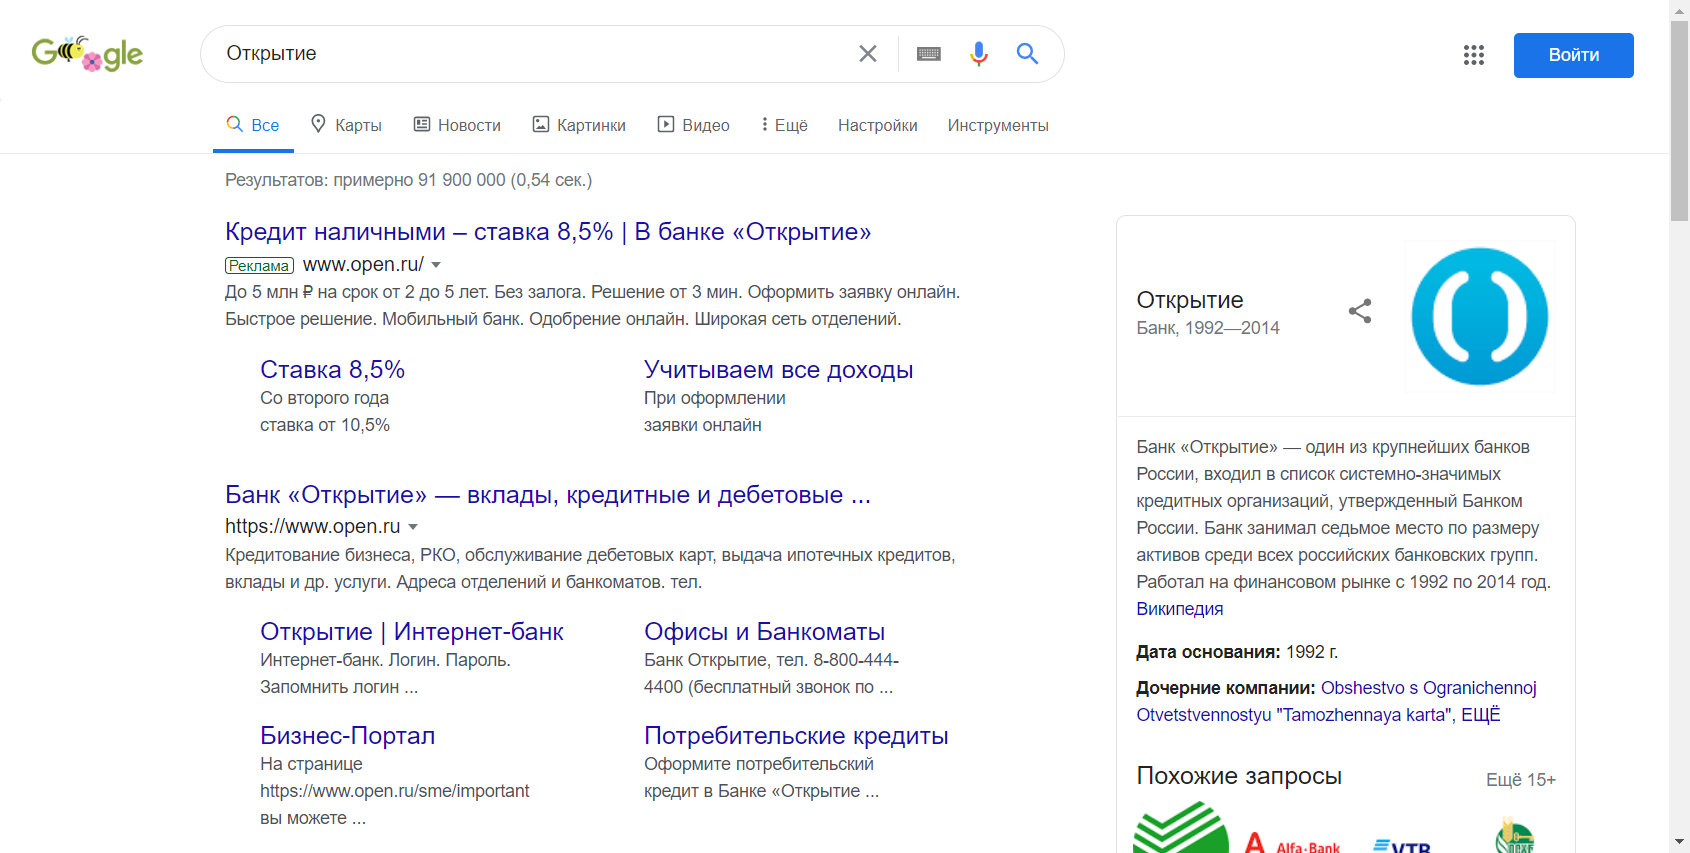 Google
Открытие
Войти
Все
Карты
Новости
Картинки
Видео
Ещё
Настройки
Инструменты
Результатов: примерно 91 900 000 (0,54 сек.)
Кредит наличными – ставка 8,5% | В банке «Открытие»
Реклама www.open.ru/
До 5 млн ₽ на срок от 2 до 5 лет. Без залога. Решение от 3 мин. Оформить заявку онлайн.
Быстрое решение. Мобильный банк. Одобрение онлайн. Широкая сеть отделений.
Ставка 8,5%
Со второго года
ставка от 10,5%
Учитываем все доходы
При оформлении
заявки онлайн
Банк «Открытие» — вклады, кредитные и дебетовые ...
https://www.open.ru
Кредитование бизнеса, РКО, обслуживание дебетовых карт, выдача ипотечных кредитов,
вклады и др. услуги. Адреса отделений и банкоматов. тел.
Открытие | Интернет-банк
Интернет-банк. Логин. Пароль.
Запомнить логин ...
Офисы и Банкоматы
Банк Открытие, тел. 8-800-444-
4400 (бесплатный звонок по ...
Бизнес-Портал
На странице
https://www.open.ru/sme/important
вы можете ...
Потребительские кредиты
Оформите потребительский
кредит в Банке «Открытие ...
Открытие
Банк, 1992—2014
Банк «Открытие» — один из крупнейших банков
России, входил в список системно-значимых
кредитных организаций, утвержденный Банком
России. Банк занимал седьмое место по размеру
активов среди всех российских банковских групп.
Работал на финансовом рынке с 1992 по 2014 год.
Википедия
Дата основания: 1992 г.
Дочерние компании: Obshestvo s Ogranichennoj
Otvetstvennostyu "Tamozhennaya karta", ЕЩЁ
Похожие запросы
Ещё 15+
Alfa-Bank
VTB